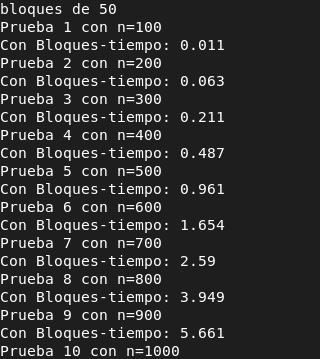 bloques de 50
Prueba 1 con n=100
Con Bloques-tiempo: 0.011
Prueba 2 con n=200
Con Bloques-tiempo: 0.063
Prueba 3 con n=300
Con Bloques-tiempo: 0.211
Prueba 4 con n=400
Con Bloques-tiempo: 0.487
Prueba 5 con n=500
Con Bloques-tiempo: 0.961
Prueba 6 con n=600
Con Bloques-tiempo: 1.654
Prueba 7 con n=700
Con Bloques-tiempo: 2.59
Prueba 8 con n=800
Con Bloques-tiempo: 3.949
Prueba 9 con n=900
Con Bloques-tiempo: 5.661
Prueba 10 con n=1000